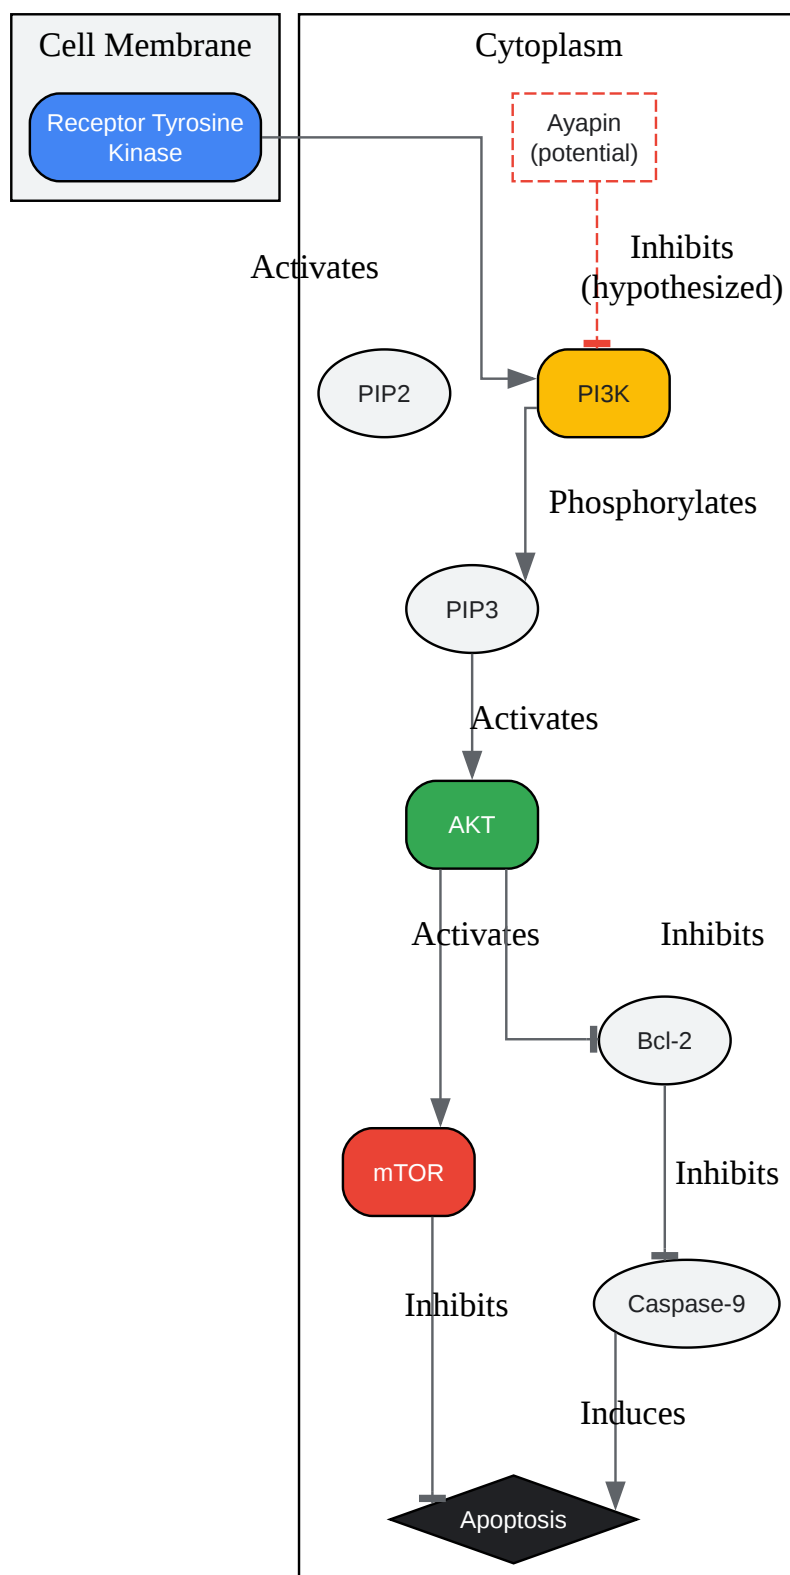 Cell Membrane
Cytoplasm
Receptor Tyrosine
Kinase
Ayapin
(potential)
Activates
Inhibits
(hypothesized)
PIP2
PI3K
Phosphorylates
PIP3
Activates
AKT
Activates
Inhibits
Bcl-2
mTOR
Inhibits
Inhibits
Caspase-9
Induces
Apoptosis